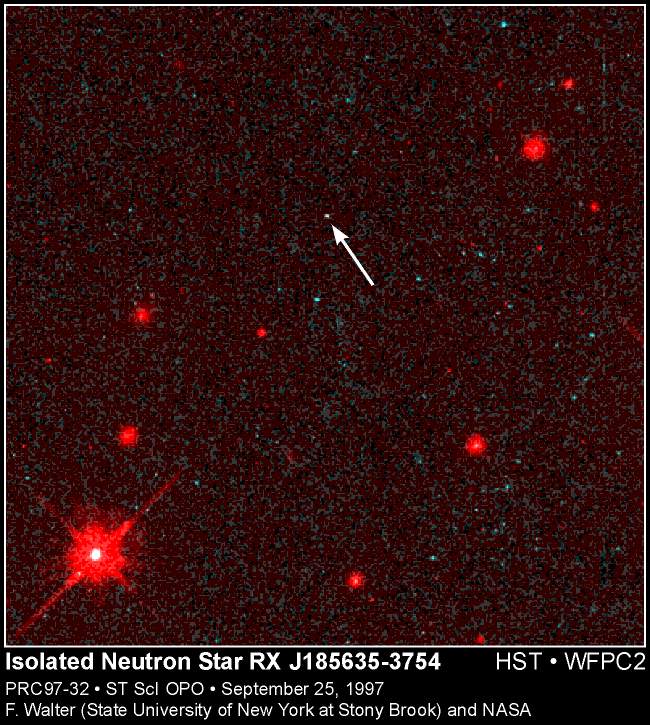 Isolated Neutron Star RX J185635-3754 HST • WFPC2
PRC97-32 • ST ScI OPO • September 25, 1997
F. Walter (State University of New York at Stony Brook) and NASA